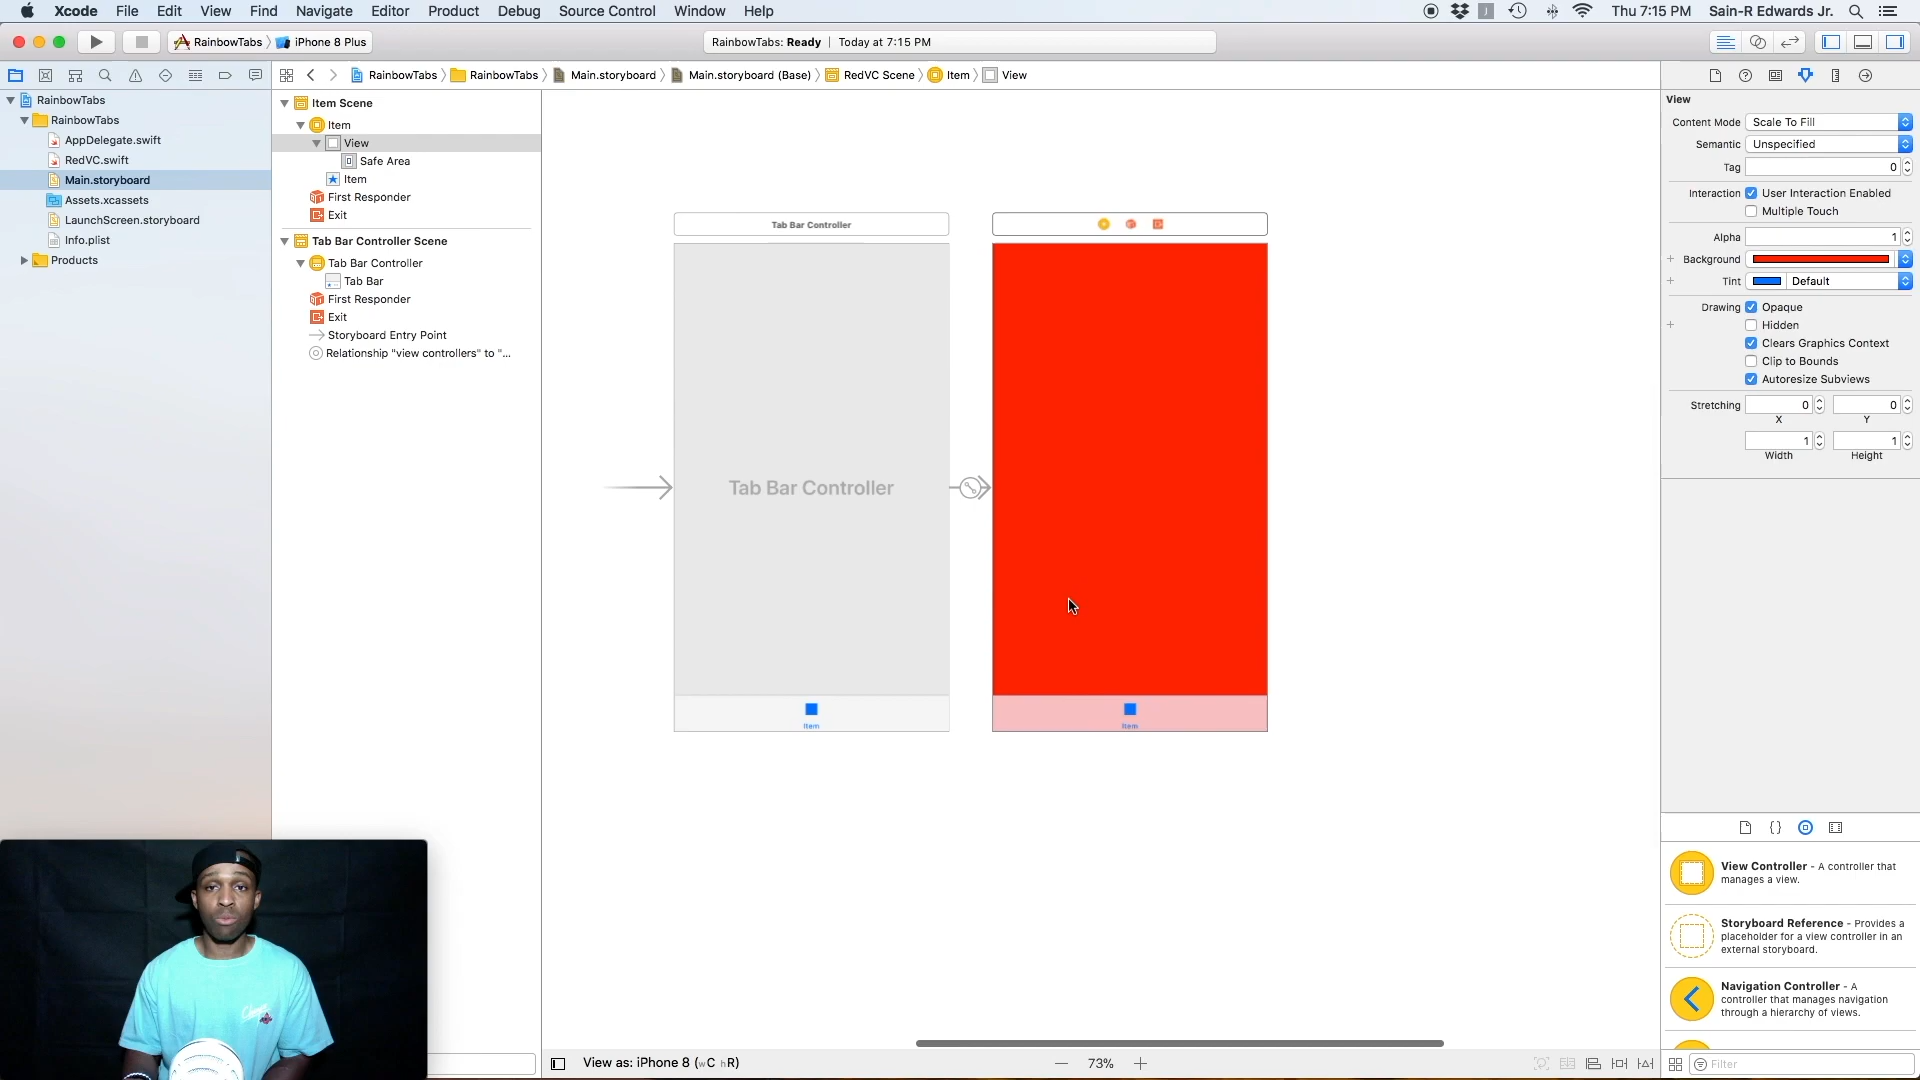 Xcode File Edit View Find Navigate Editor Product Debug Source Control Window Help Thu 7:15 PM Sain-R Edwards Jr.
RainbowTabs iPhone 8 Plus RainbowTabs: Ready | Today at 7:15 PM
RainbowTabs RainbowTabs Main.storyboard Main.storyboard (Base) RedVC Scene Item View
RainbowTabs
RainbowTabs
AppDelegate.swift
RedVC.swift
Main.storyboard
Assets.xcassets
LaunchScreen.storyboard
Info.plist
Products
Item Scene
Item
View
Safe Area
Item
First Responder
Exit
Tab Bar Controller Scene
Tab Bar Controller
Tab Bar
First Responder
Exit
Storyboard Entry Point
Relationship "view controllers" to "...
Tab Bar Controller
Tab Bar Controller
Item
Item
View as: iPhone 8 (wC hR)
73%
View
Content Mode Scale To Fill
Semantic Unspecified
Tag 0
Interaction User Interaction Enabled
Multiple Touch
Alpha 1
Background
Tint Default
Drawing Opaque
Hidden
Clears Graphics Context
Clip to Bounds
Autoresize Subviews
Stretching 0 0
X Y
1 1
Width Height
View Controller - A controller that
manages a view.
Storyboard Reference - Provides a
placeholder for a view controller in an
external storyboard.
Navigation Controller - A
controller that manages navigation
through a hierarchy of views.
Filter